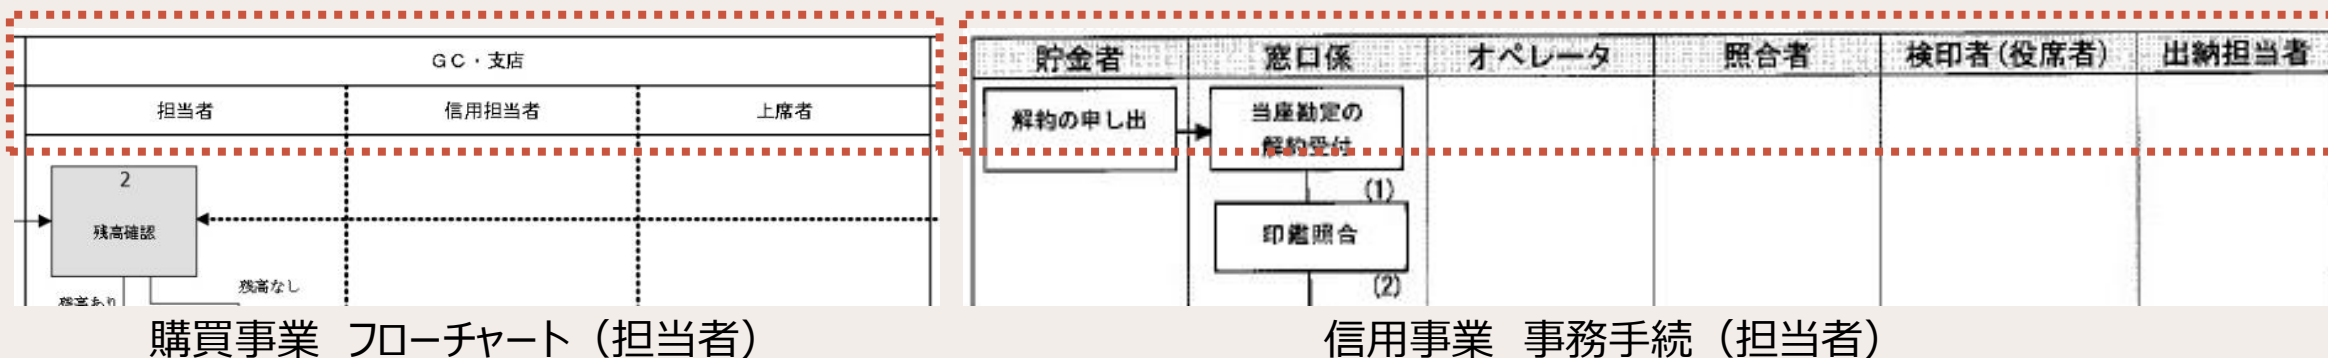 GC・支店
担当者 信用担当者 上席者
2
残高確認
残高なし
残高あり
購買事業 フローチャート（担当者）
貯金者 窓口係 オペレータ 照合者 検印者(役席者) 出納担当者
解約の申し出
当座勘定の
解約受付
(1)
印鑑照合
(2)
信用事業 事務手続（担当者）